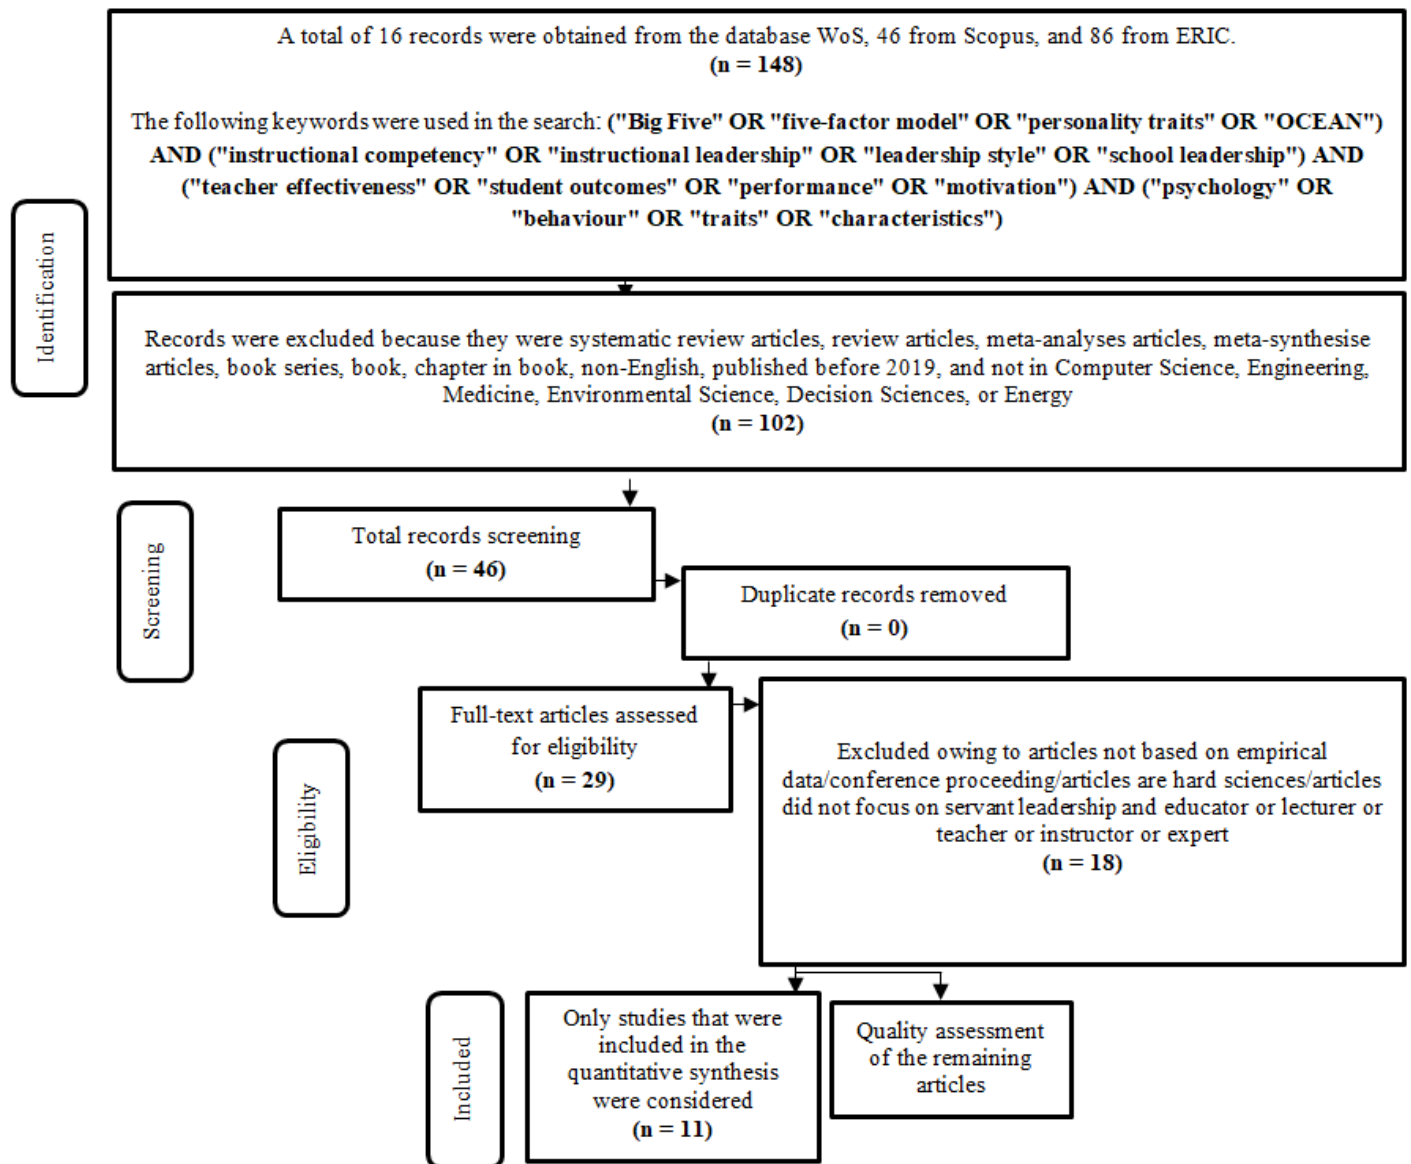 A total of 16 records were obtained from the database WoS, 46 from Scopus, and 86 from ERIC.
(n = 148)
The following keywords were used in the search: ("Big Five" OR "five-factor model" OR "personality traits" OR "OCEAN")
AND ("instructional competency" OR "instructional leadership" OR "leadership style" OR "school leadership") AND
("teacher effectiveness" OR "student outcomes" OR "performance" OR "motivation") AND ("psychology" OR
"behaviour" OR "traits" OR "characteristics")
Identification
Records were excluded because they were systematic review articles, review articles, meta-analyses articles, meta-synthesise
articles, book series, book, chapter in book, non-English, published before 2019, and not in Computer Science, Engineering,
Medicine, Environmental Science, Decision Sciences, or Energy
(n = 102)
Screening
Total records screening
(n = 46)
Duplicate records removed
(n = 0)
Eligibility
Full-text articles assessed
for eligibility
(n = 29)
Excluded owing to articles not based on empirical
data/conference proceeding/articles are hard sciences/articles
did not focus on servant leadership and educator or lecturer or
teacher or instructor or expert
(n = 18)
Included
Only studies that were
included in the
quantitative synthesis
were considered
(n = 11)
Quality assessment
of the remaining
articles